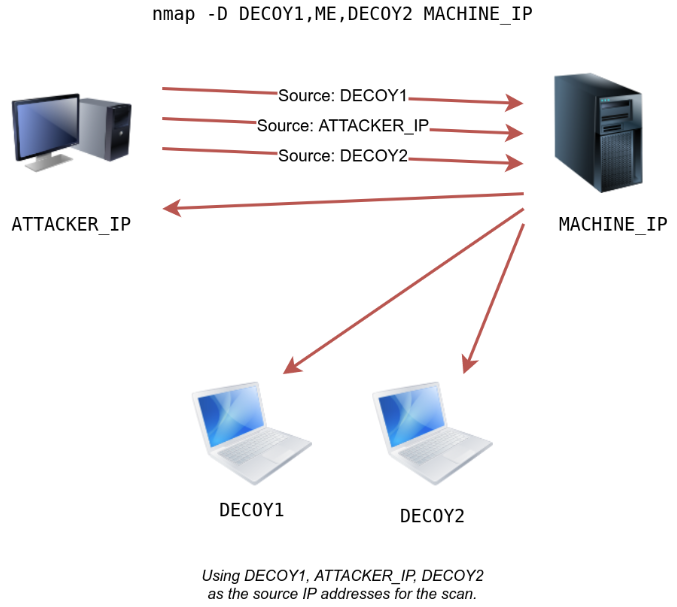 nmap -D DECOY1,ME,DECOY2 MACHINE_IP
Source: DECOY1
Source: ATTACKER_IP
Source: DECOY2
ATTACKER_IP
MACHINE_IP
DECOY1
DECOY2
Using DECOY1, ATTACKER_IP, DECOY2
as the source IP addresses for the scan.